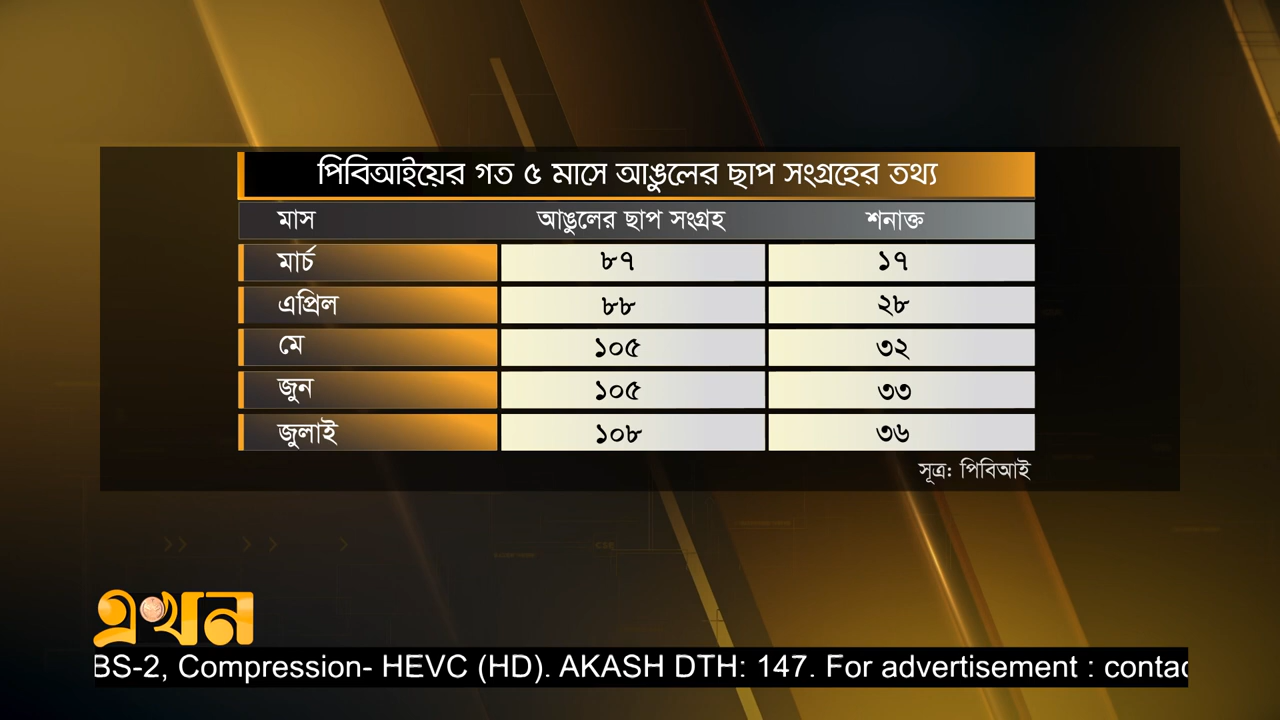 পিবিআইয়ের গত ৫ মাসে আঙুলের ছাপ সংগ্রহের তথ্য
মাস আঙুলের ছাপ সংগ্রহ শনাক্ত
মার্চ ৮৭ ১৭
এপ্রিল ৮৮ ২৮
মে ১০৫ ৩২
জুন ১০৫ ৩৩
জুলাই ১০৮ ৩৬
সূত্র: পিবিআই
এখন
BS-2, Compression- HEVC (HD). AKASH DTH: 147. For advertisement : contac